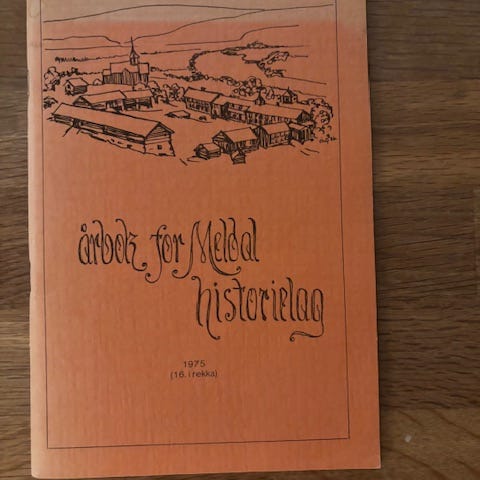 årbok for Meldal
historielag
1975
(16. i rekka)